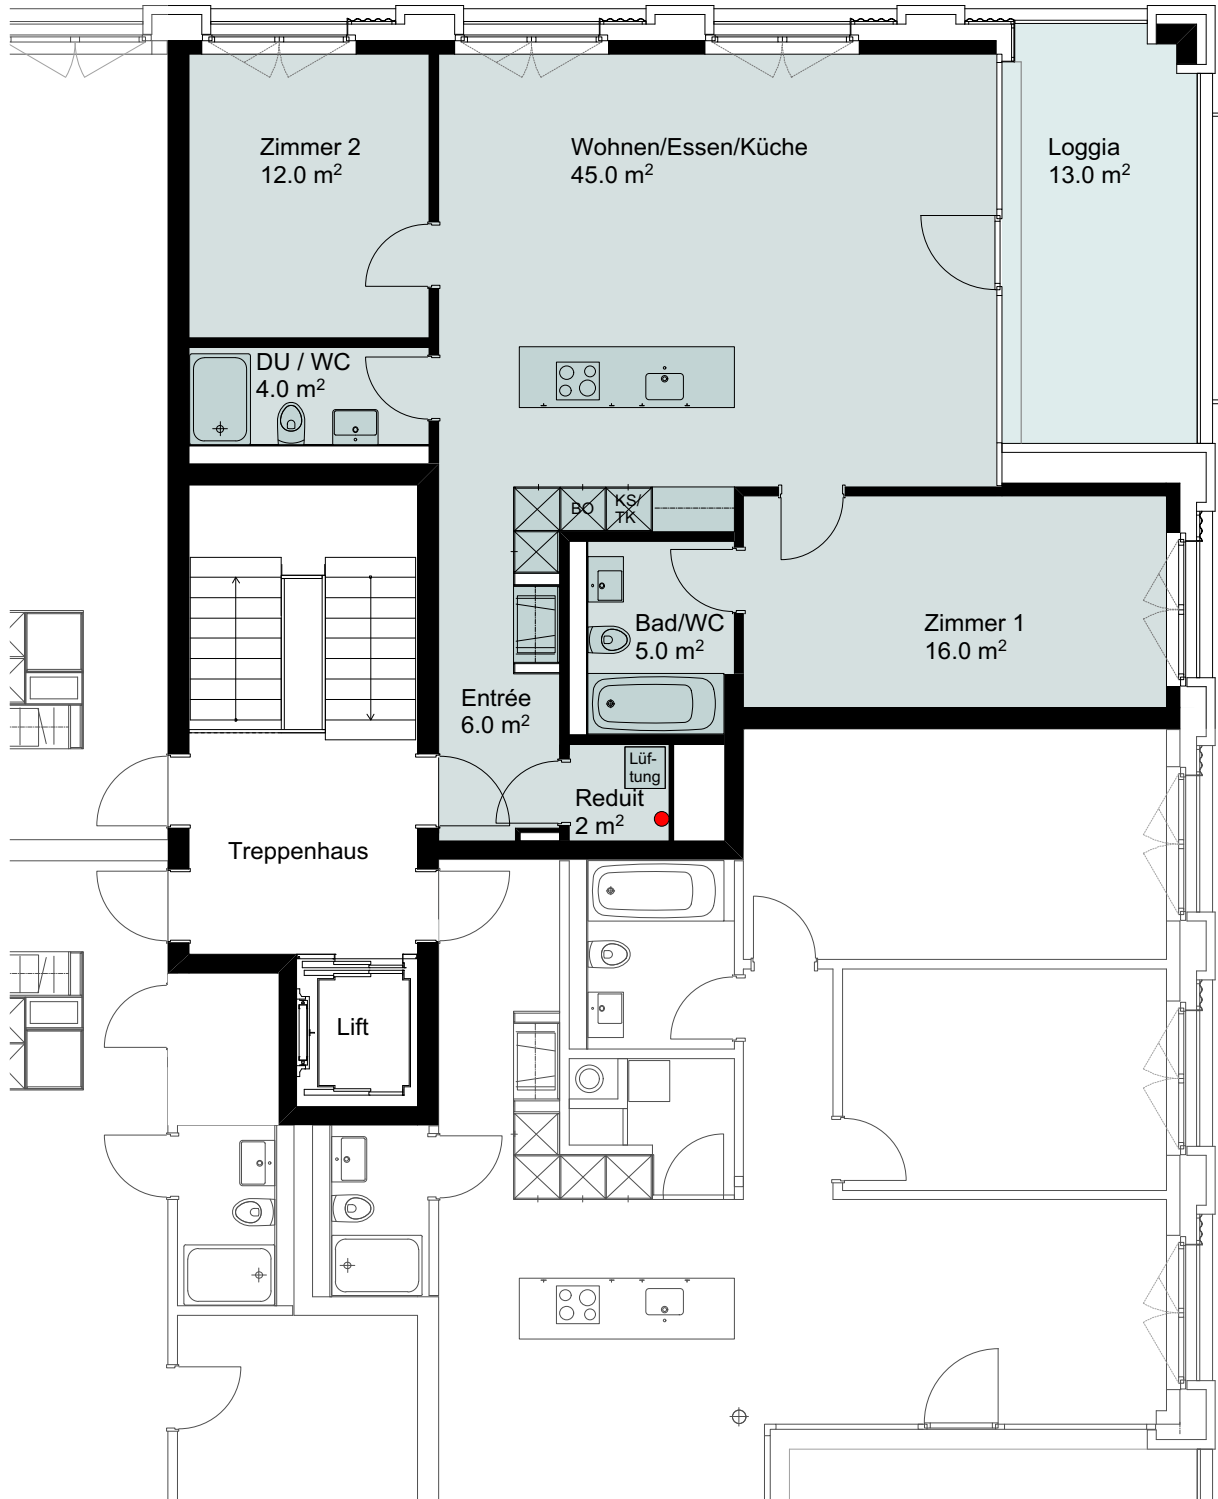 Zimmer 2
12.0 m²
Wohnen/Essen/Küche
45.0 m²
Loggia
13.0 m²
DU / WC
4.0 m²
BO
KS/
TK
Bad/WC
5.0 m²
Zimmer 1
16.0 m²
Entrée
6.0 m²
Lüf-
tung
Reduit
2 m²
Treppenhaus
Lift